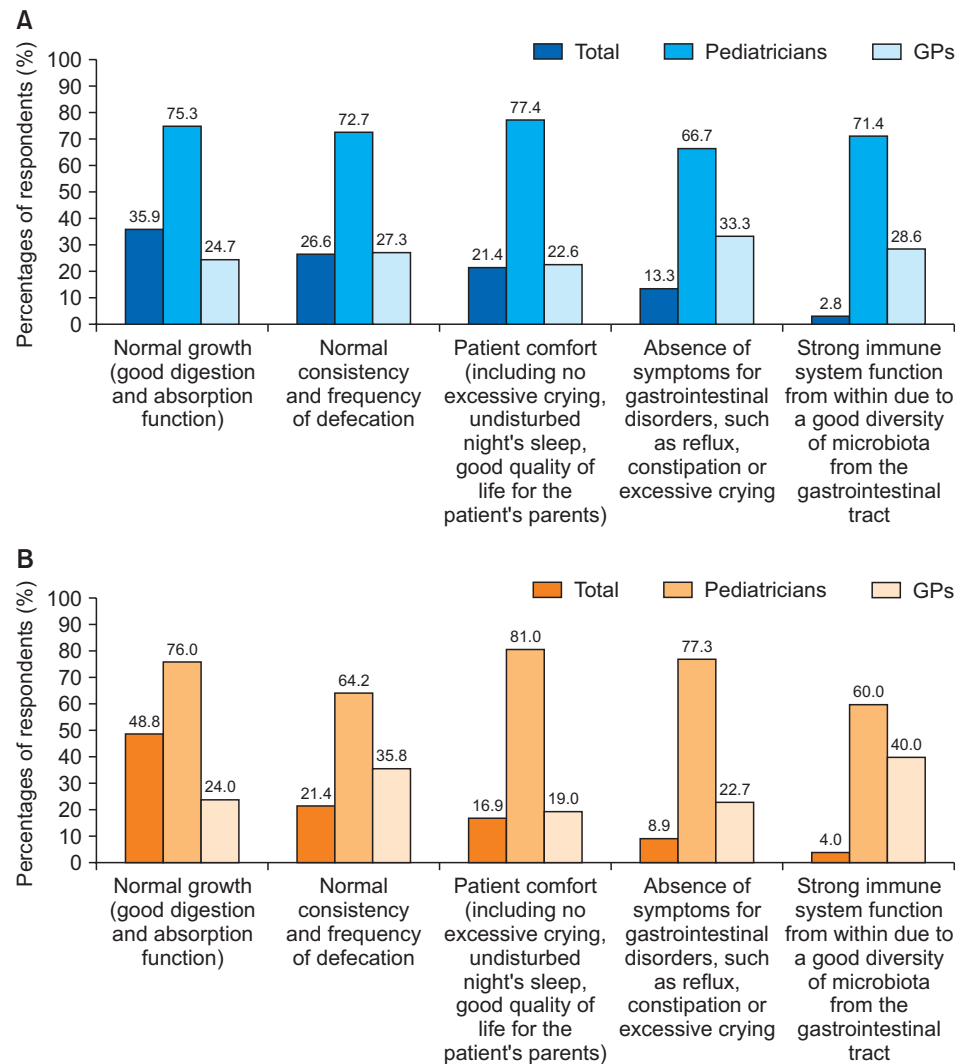 A
Percentages of respondents (%)
Total Pediatricians GPs
100
90
80
70
60
50
40
30
20
10
0
35.9 75.3 24.7
26.6 72.7 27.3
21.4 77.4 22.6
13.3 66.7 33.3
2.8 71.4 28.6
Normal growth
(good digestion
and absorption
function)
Normal
consistency
and frequency
of defecation
Patient comfort
(including no
excessive crying,
undisturbed
night's sleep,
good quality of
life for the
patient's parents)
Absence of
symptoms for
gastrointestinal
disorders, such
as reflux,
constipation or
excessive crying
Strong immune
system function
from within due to
a good diversity
of microbiota
from the
gastrointestinal
tract
B
Percentages of respondents (%)
Total Pediatricians GPs
100
90
80
70
60
50
40
30
20
10
0
48.8 76.0 24.0
21.4 64.2 35.8
16.9 81.0 19.0
8.9 77.3 22.7
4.0 60.0 40.0
Normal growth
(good digestion
and absorption
function)
Normal
consistency
and frequency
of defecation
Patient comfort
(including no
excessive crying,
undisturbed
night's sleep,
good quality of
life for the
patient's parents)
Absence of
symptoms for
gastrointestinal
disorders, such
as reflux,
constipation or
excessive crying
Strong immune
system function
from within due to
a good diversity
of microbiota
from the
gastrointestinal
tract